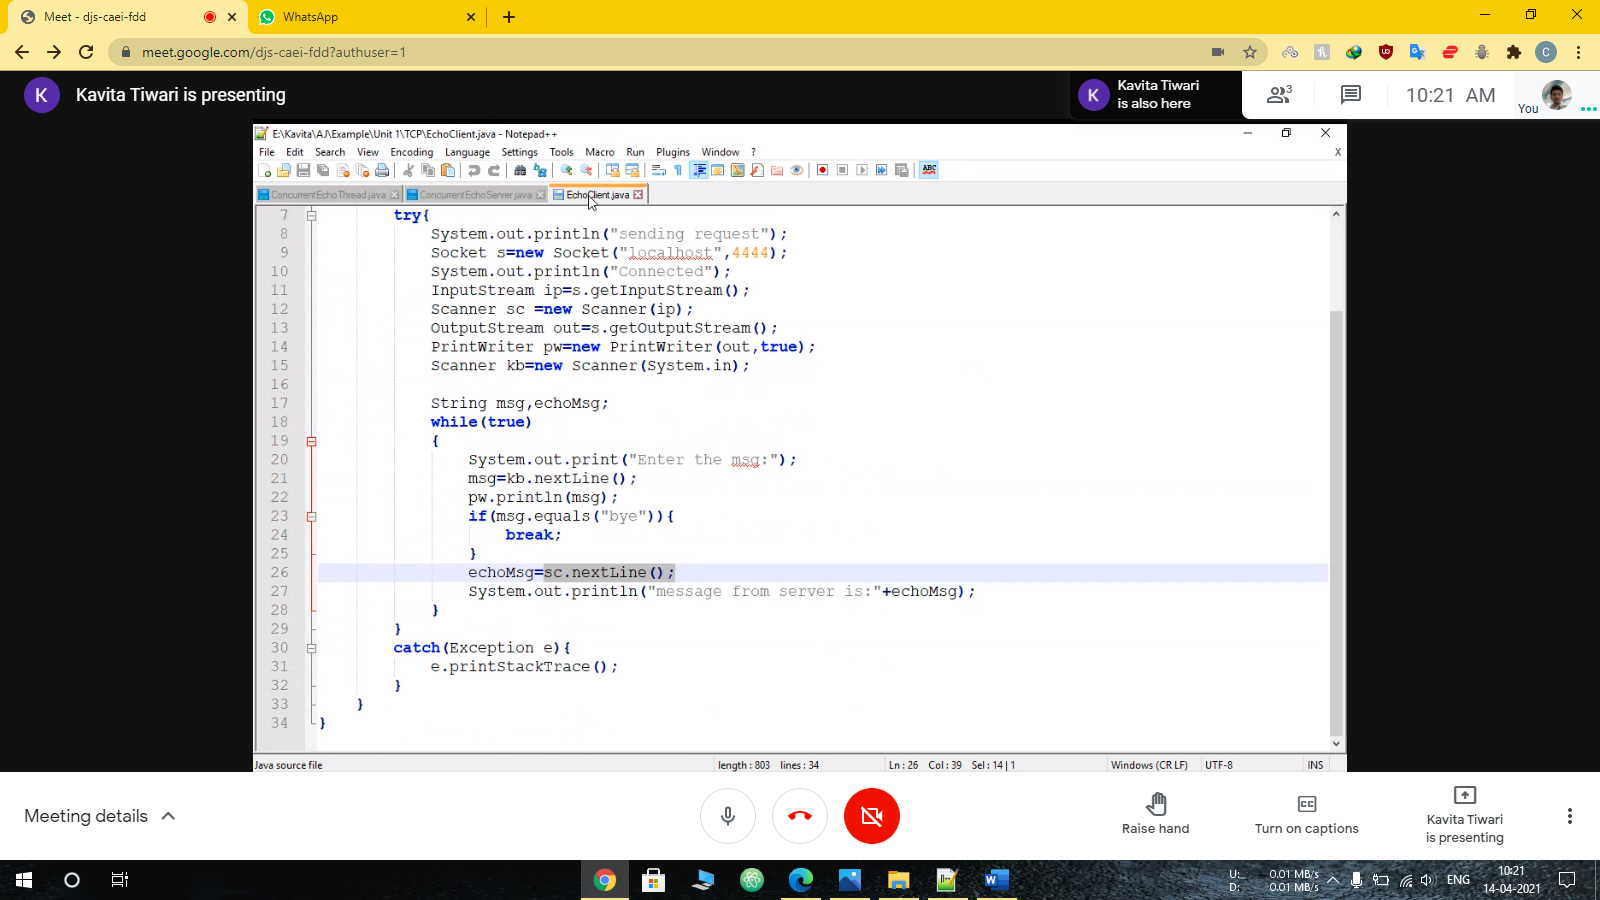 Meet - djs-caei-fdd
WhatsApp
meet.google.com/djs-caei-fdd?authuser=1
K
Kavita Tiwari is presenting
K
Kavita Tiwari
is also here
3
10:21 AM
You
E:\Kavita\AJ\Example\Unit 1\TCP\EchoClient.java - Notepad++
File Edit Search View Encoding Language Settings Tools Macro Run Plugins Window ?
X
ConcurrentEchoThread.java ConcurrentEchoServer.java EchoClient.java
7 try{
8 System.out.println("sending request");
9 Socket s=new Socket("localhost",4444);
10 System.out.println("Connected");
11 InputStream ip=s.getInputStream();
12 Scanner sc =new Scanner(ip);
13 OutputStream out=s.getOutputStream();
14 PrintWriter pw=new PrintWriter(out,true);
15 Scanner kb=new Scanner(System.in);
16
17 String msg,echoMsg;
18 while(true)
19 {
20 System.out.print("Enter the msg:");
21 msg=kb.nextLine();
22 pw.println(msg);
23 if(msg.equals("bye")){
24 break;
25 }
26 echoMsg=sc.nextLine();
27 System.out.println("message from server is:"+echoMsg);
28 }
29 }
30 catch(Exception e){
31 e.printStackTrace();
32 }
33 }
34 }
Java source file length : 803 lines : 34 Ln : 26 Col : 39 Sel : 14 | 1 Windows (CR LF) UTF-8 INS
Meeting details
Raise hand
Turn on captions
Kavita Tiwari
is presenting
U: 0.01 MB/s
D: 0.01 MB/s
ENG
10:21
14-04-2021